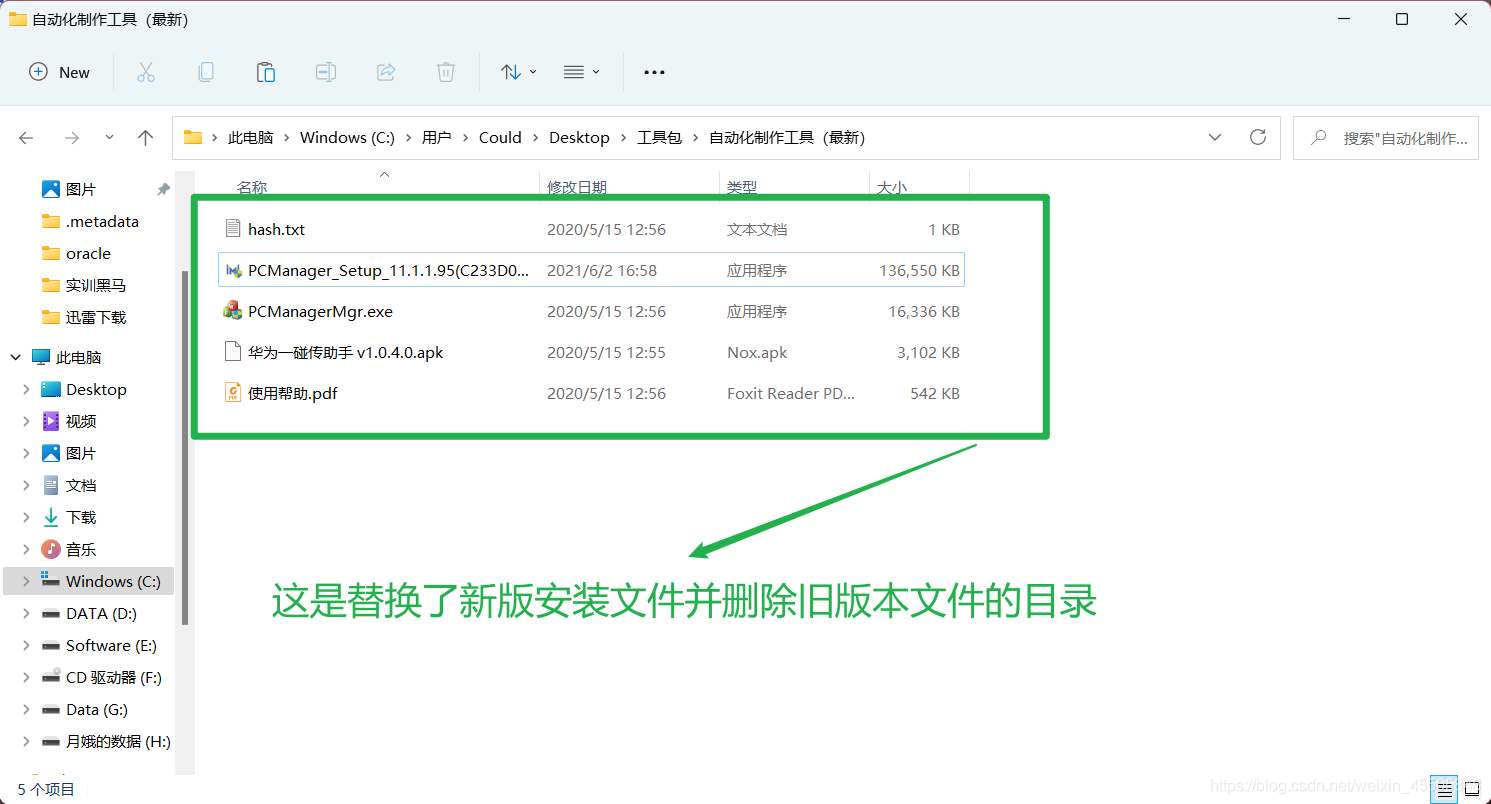 自动化制作工具（最新）
New
此电脑 Windows (C:) 用户 Could Desktop 工具包 自动化制作工具（最新）
搜索"自动化制作...
图片
.metadata
oracle
实训黑马
迅雷下载
此电脑
Desktop
视频
图片
文档
下载
音乐
Windows (C:)
DATA (D:)
Software (E:)
CD 驱动器 (F:)
Data (G:)
月娥的数据 (H:)
名称 修改日期 类型 大小
hash.txt 2020/5/15 12:56 文本文档 1 KB
PCManager_Setup_11.1.1.95(C233D0... 2021/6/2 16:58 应用程序 136,550 KB
PCManagerMgr.exe 2020/5/15 12:56 应用程序 16,336 KB
华为一碰传助手 v1.0.4.0.apk 2020/5/15 12:55 Nox.apk 3,102 KB
使用帮助.pdf 2020/5/15 12:56 Foxit Reader PD... 542 KB
这是替换了新版安装文件并删除旧版本文件的目录
5 个项目